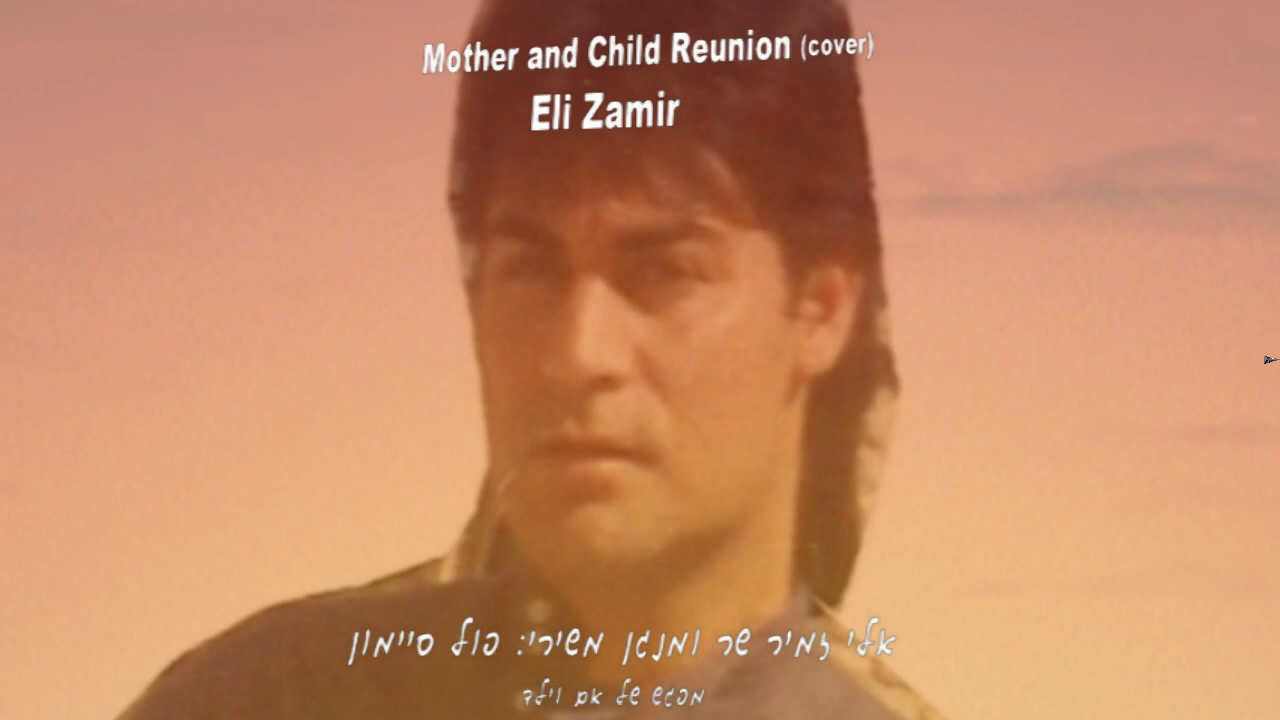 Mother and Child Reunion (cover)
Eli Zamir
אלי זמיר שר ומנגן משירי: פול סיימון
מפגש של אם וילד